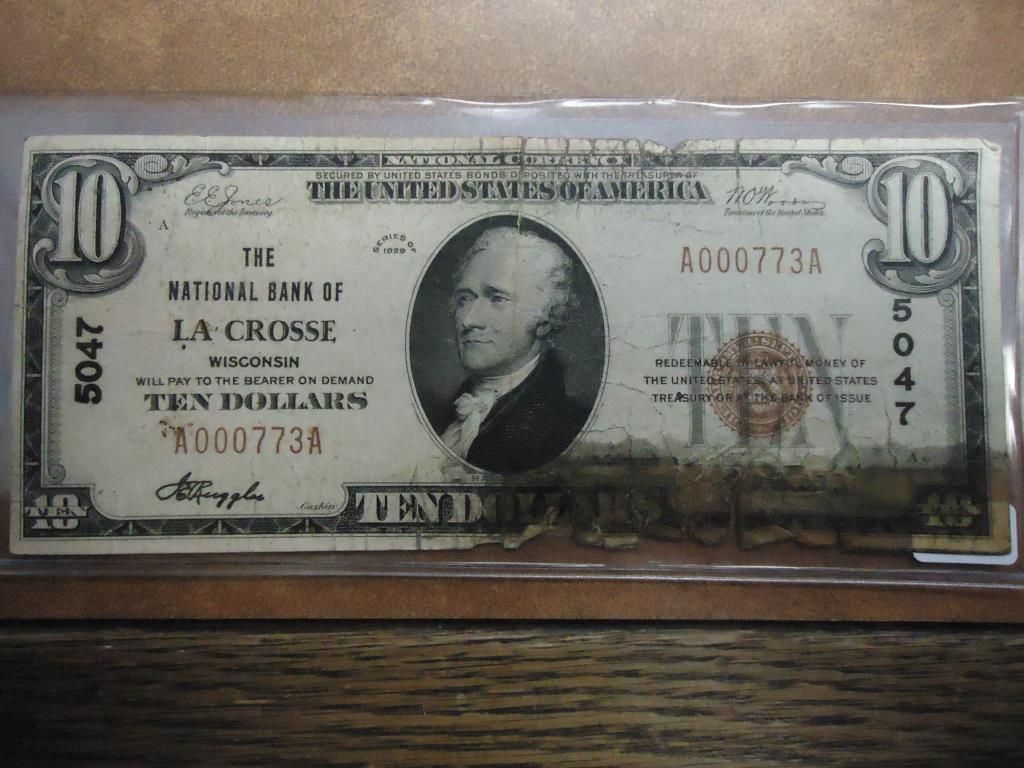 NATIONAL CURRENCY
SECURED BY UNITED STATES BONDS DEPOSITED WITH THE TREASURER OF
THE UNITED STATES OF AMERICA
10
10
E E Jones
Register of the Treasury
W.O. Woods
Treasurer of the United States
A
SERIES OF
1929
THE
NATIONAL BANK OF
LA CROSSE
WISCONSIN
WILL PAY TO THE BEARER ON DEMAND
TEN DOLLARS
A000773A
A000773A
5047
5047
TEN
REDEEMABLE IN LAWFUL MONEY OF
THE UNITED STATES AT UNITED STATES
TREASURY OR AT THE BANK OF ISSUE
Cashier
TEN DOLLARS
10
10